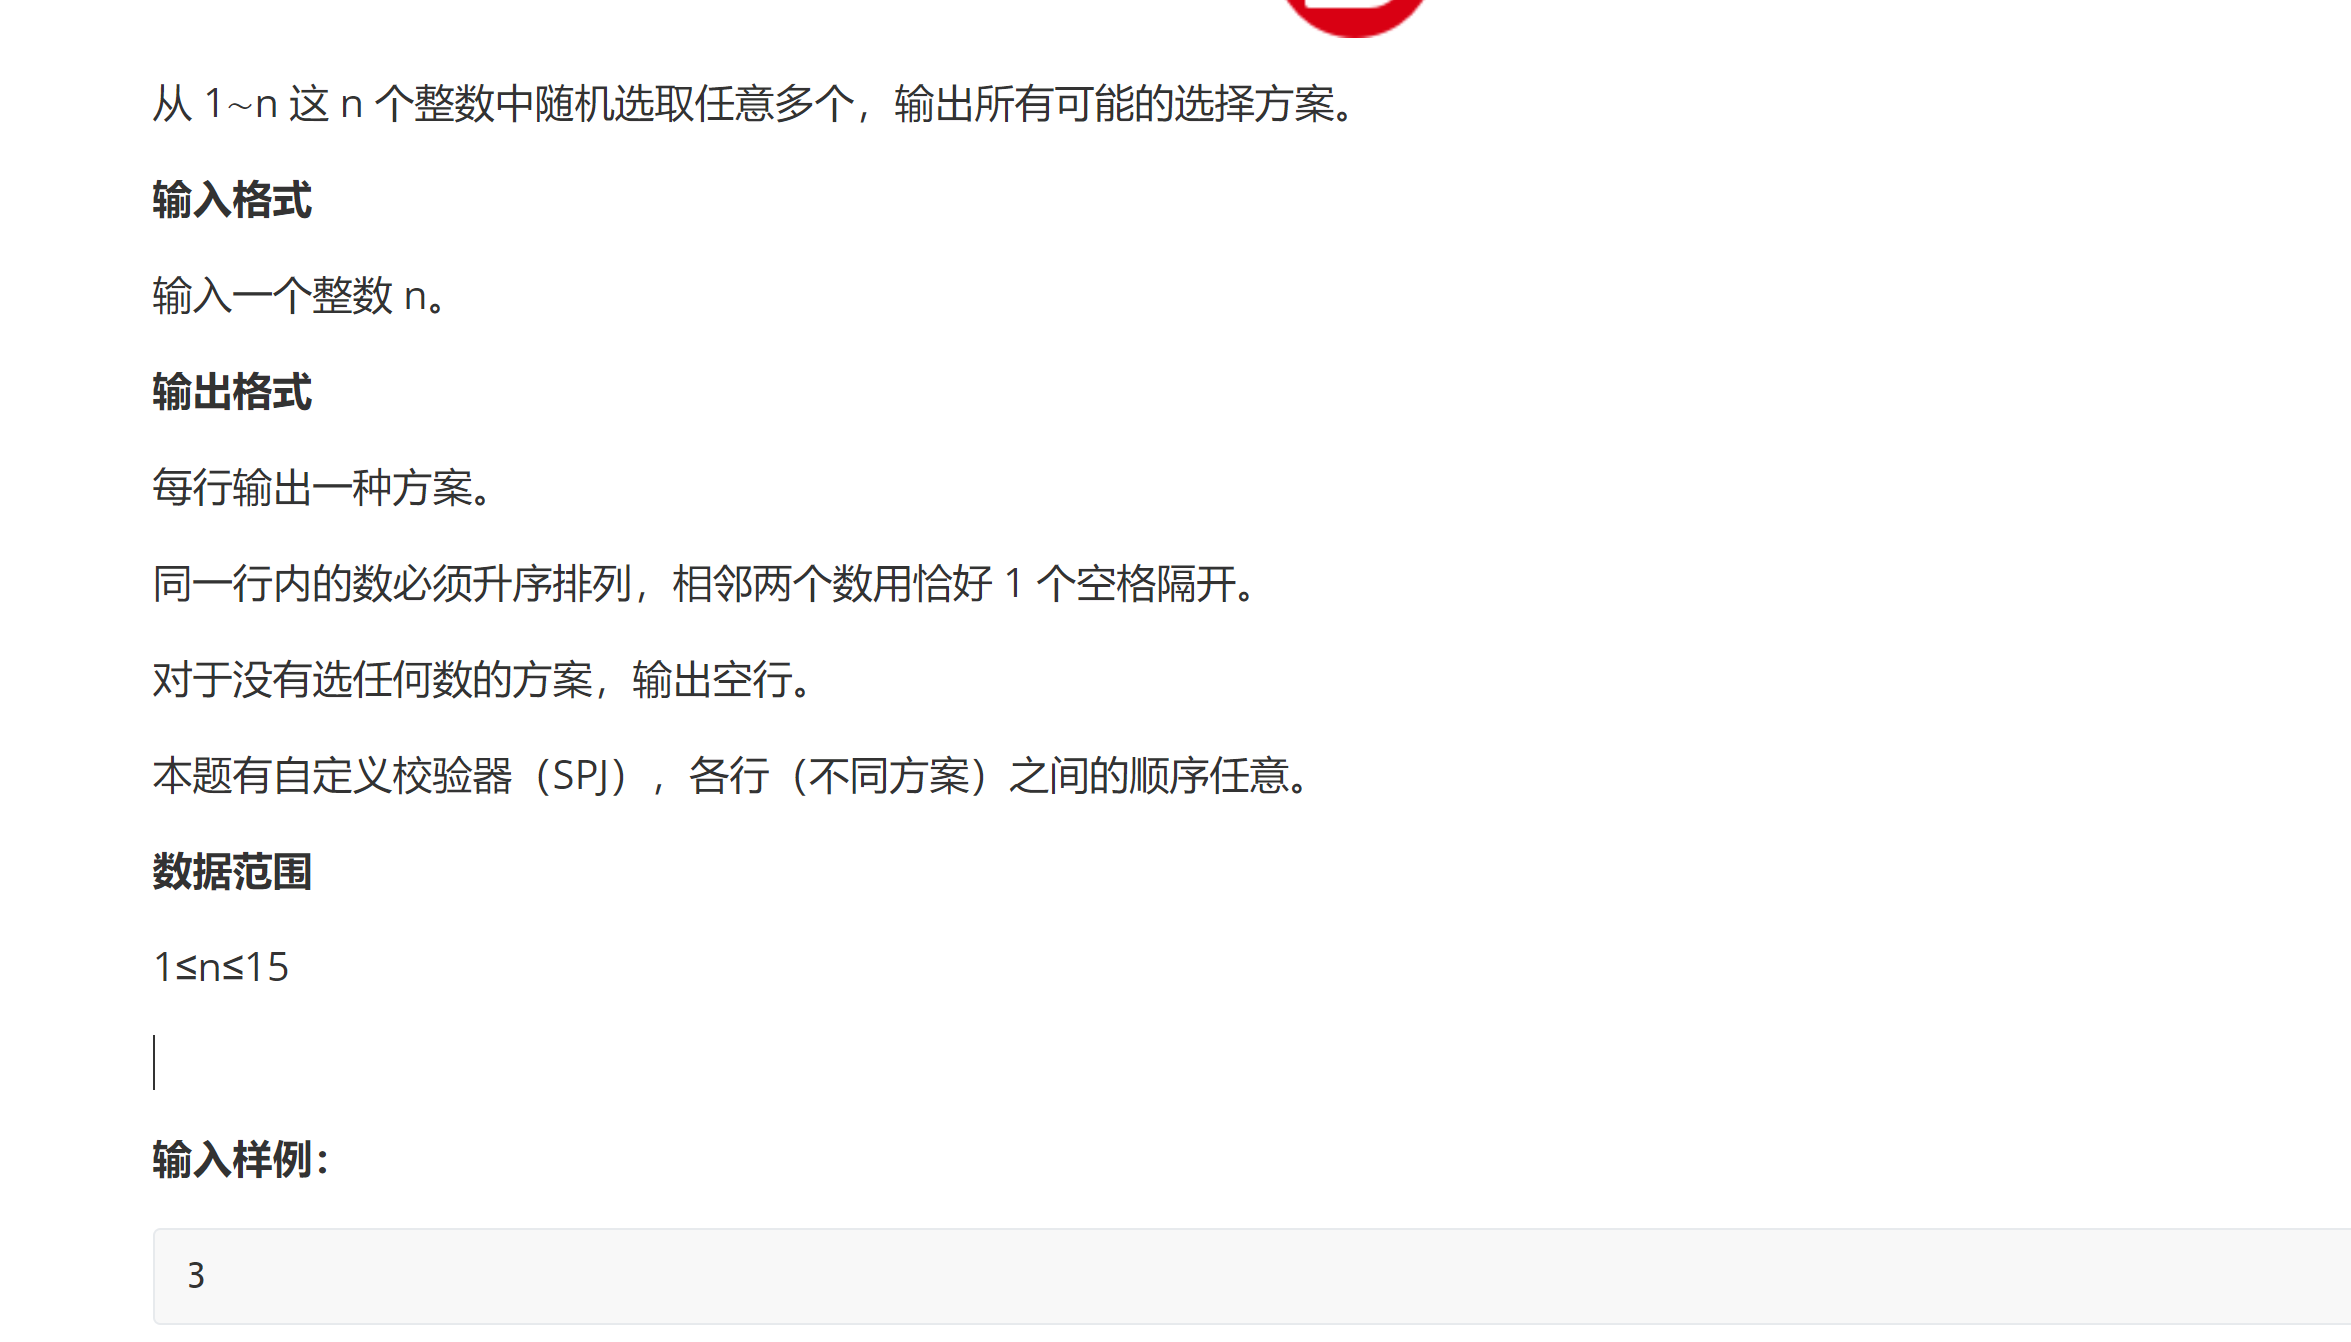 从 1~n 这 n 个整数中随机选取任意多个，输出所有可能的选择方案。
输入格式
输入一个整数 n。
输出格式
每行输出一种方案。
同一行内的数必须升序排列，相邻两个数用恰好 1 个空格隔开。
对于没有选任何数的方案，输出空行。
本题有自定义校验器（SPJ），各行（不同方案）之间的顺序任意。
数据范围
1≤n≤15
输入样例：
3